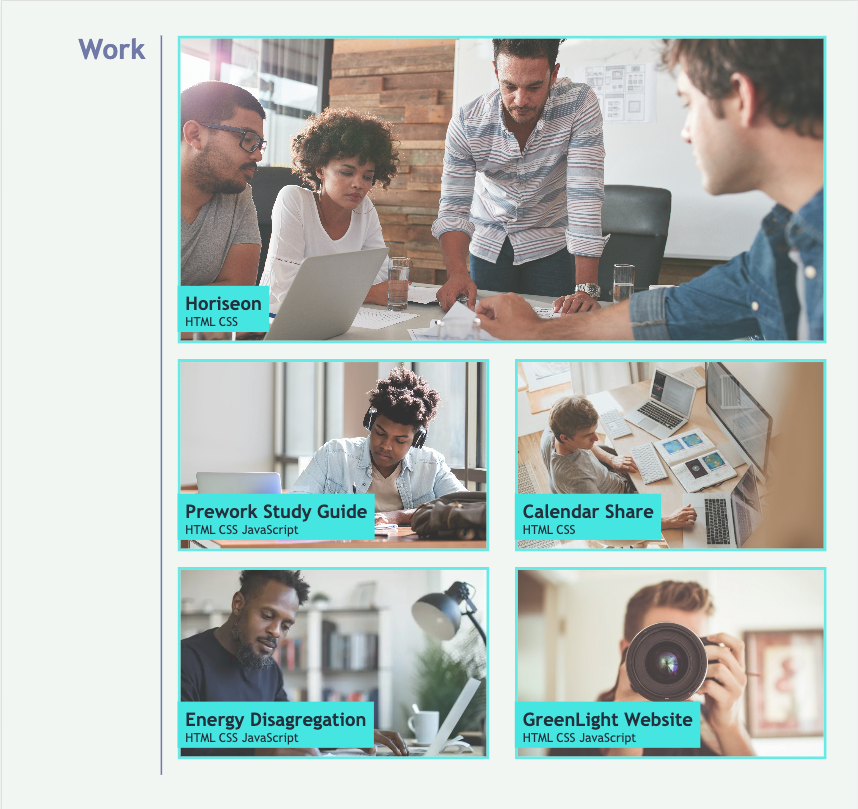 Work
Horiseon
HTML CSS
Prework Study Guide
HTML CSS JavaScript
Calendar Share
HTML CSS
Energy Disagregation
HTML CSS JavaScript
GreenLight Website
HTML CSS JavaScript